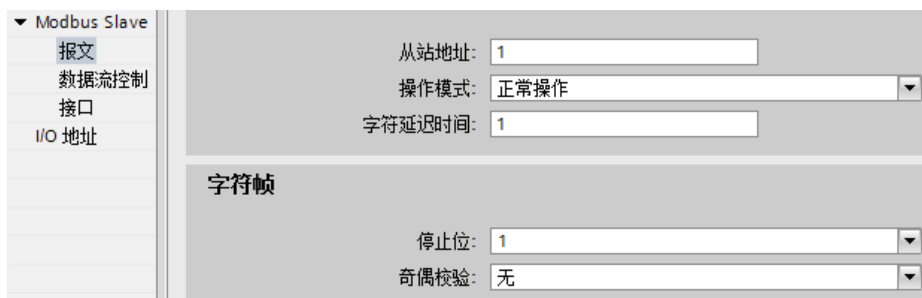 Modbus Slave
报文
数据流控制
接口
I/O 地址
从站地址: 1
操作模式: 正常操作
字符延迟时间: 1
字符帧
停止位: 1
奇偶校验: 无